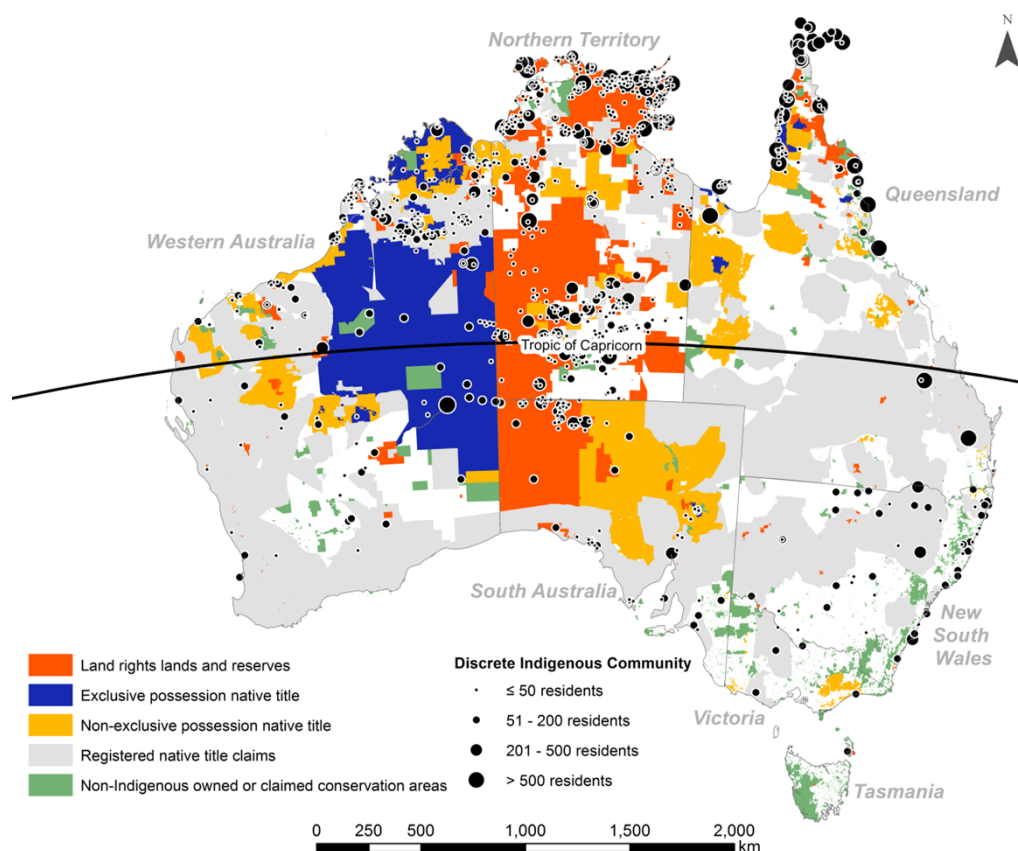 N
Northern Territory
Queensland
Western Australia
Tropic of Capricorn
South Australia
New
South
Wales
Victoria
Tasmania
Land rights lands and reserves
Exclusive possession native title
Non-exclusive possession native title
Registered native title claims
Non-Indigenous owned or claimed conservation areas
Discrete Indigenous Community
≤ 50 residents
51 - 200 residents
201 - 500 residents
> 500 residents
0 250 500 1,000 1,500 2,000
km